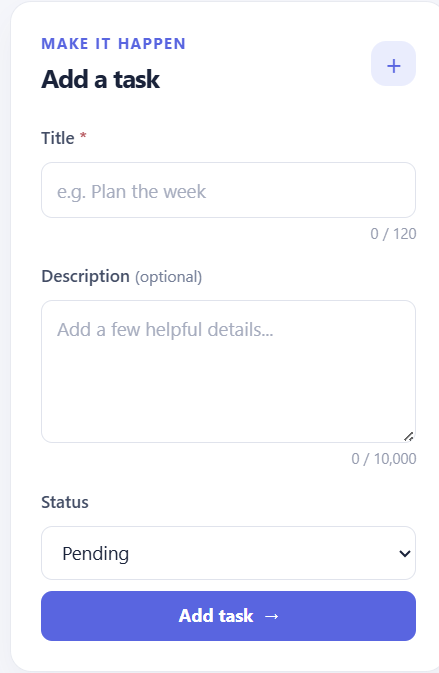 MAKE IT HAPPEN
Add a task
+
Title *
e.g. Plan the week
0 / 120
Description (optional)
Add a few helpful details...
0 / 10,000
Status
Pending
Add task →